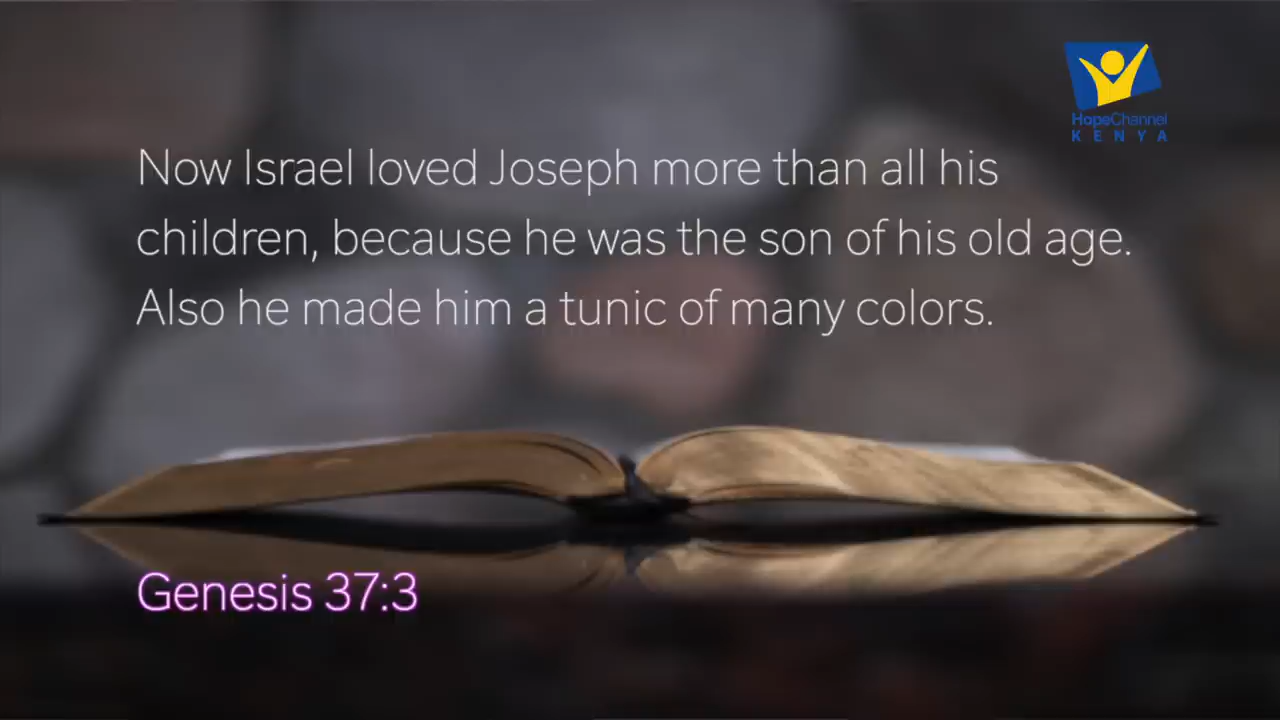 HopeChannel
KENYA
Now Israel loved Joseph more than all his
children, because he was the son of his old age.
Also he made him a tunic of many colors.
Genesis 37:3